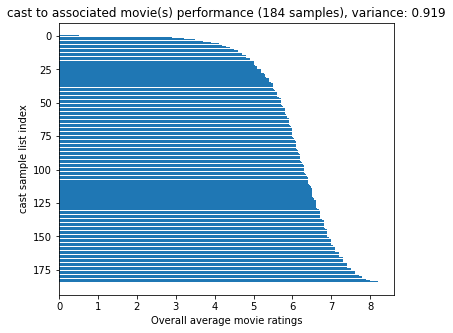 cast to associated movie(s) performance (184 samples), variance: 0.919
0
25
50
75
100
125
150
175
cast sample list index
0 1 2 3 4 5 6 7 8
Overall average movie ratings